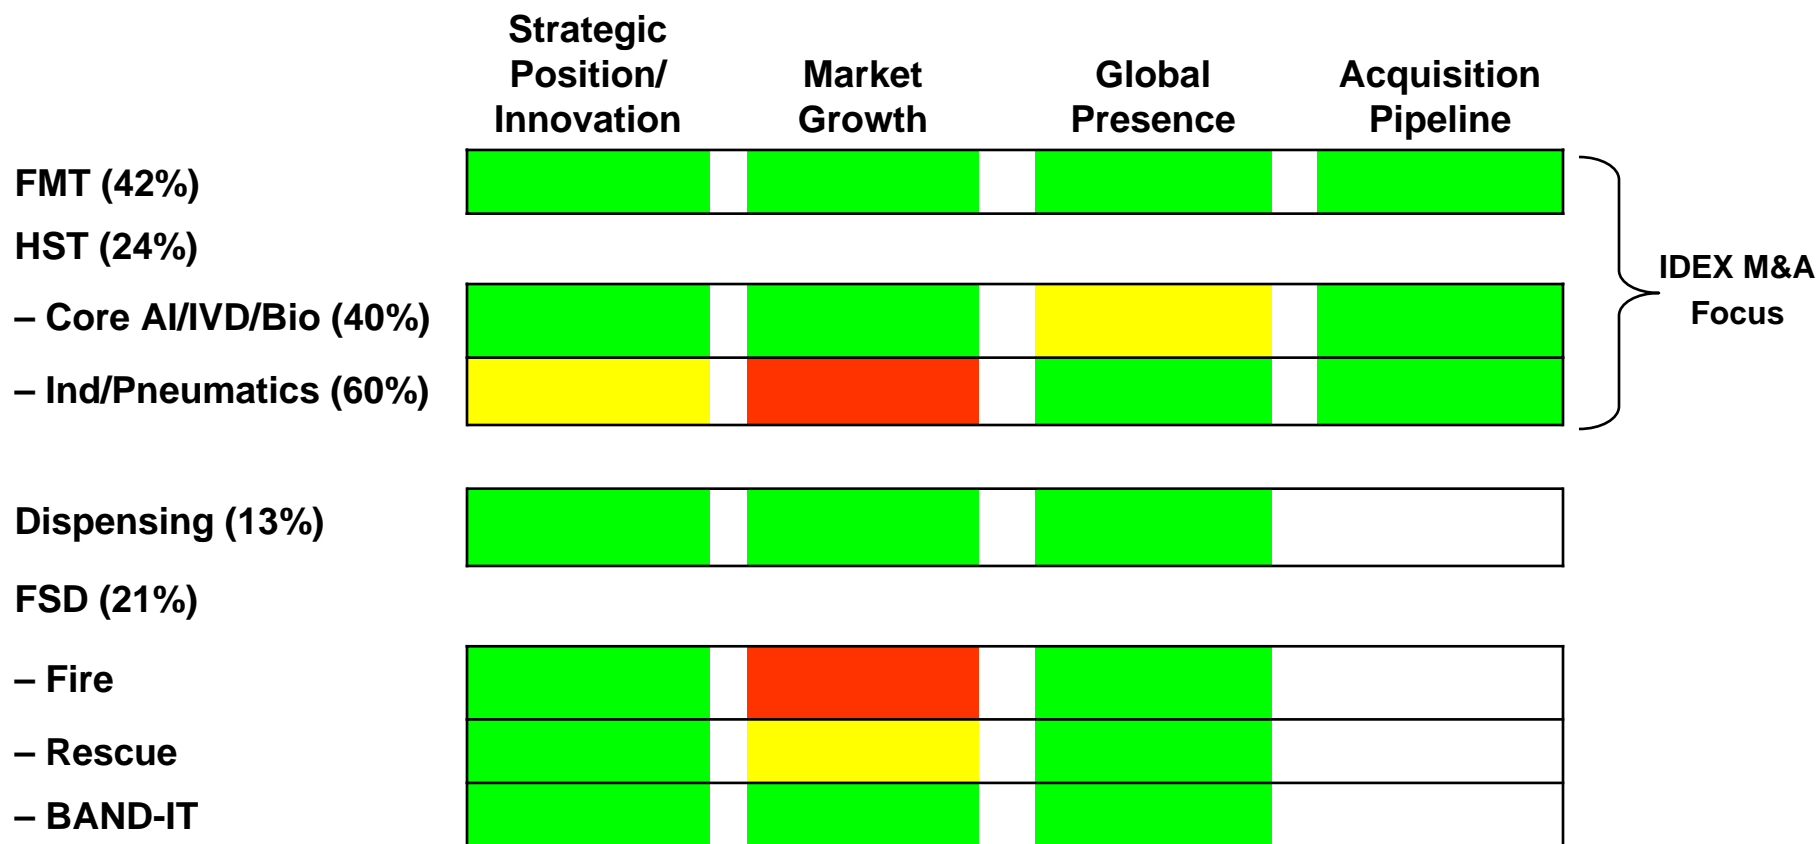 Strategic
Position/
Innovation
Market
Growth
Global
Presence
Acquisition
Pipeline
FMT (42%)
HST (24%)
– Core AI/IVD/Bio (40%)
– Ind/Pneumatics (60%)
IDEX M&A
Focus
Dispensing (13%)
FSD (21%)
– Fire
– Rescue
– BAND-IT